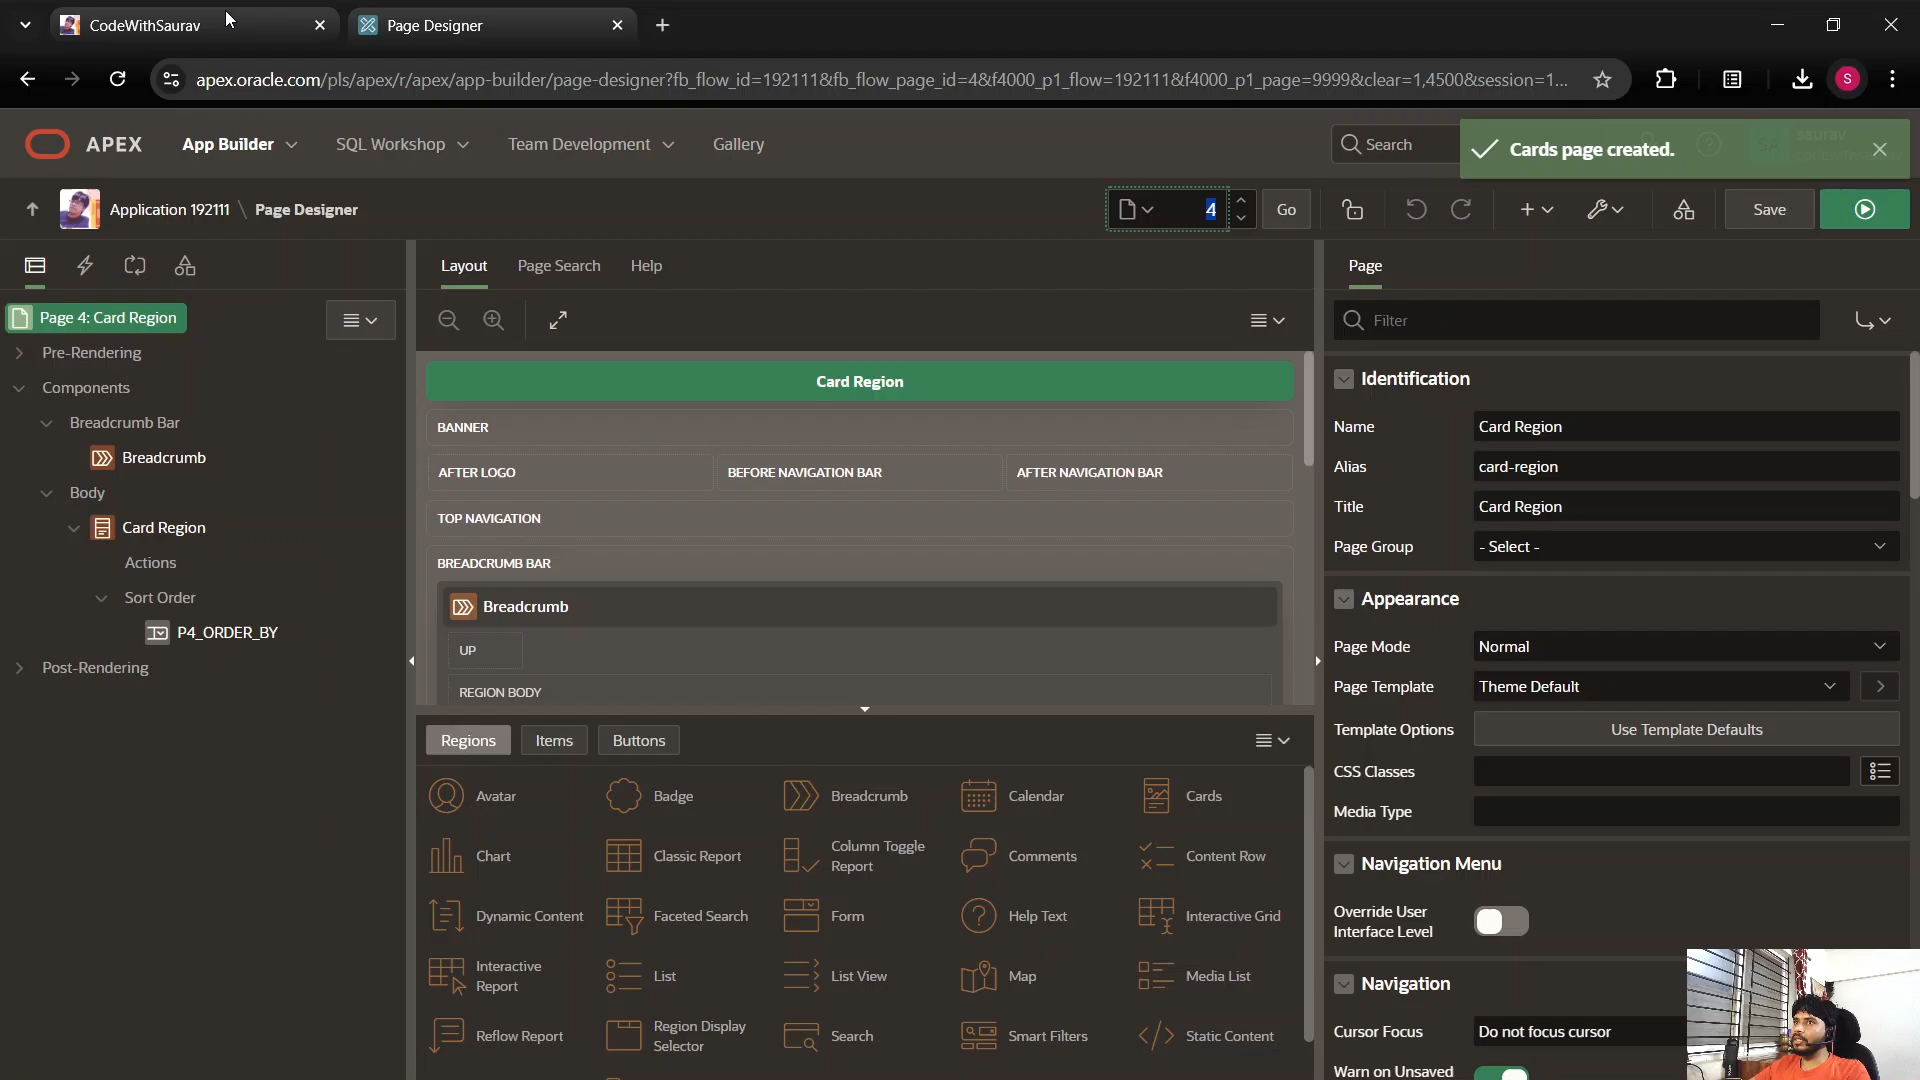 CodeWithSaurav
Page Designer
apex.oracle.com/pls/apex/r/apex/app-builder/page-designer?fb_flow_id=192111&fb_flow_page_id=4&f4000_p1_flow=192111&f4000_p1_page=9999&clear=1,4500&session=1...
S
APEX
App Builder
SQL Workshop
Team Development
Gallery
Search
Cards page created.
saurav
Application 192111 \ Page Designer
4
Go
Save
Layout
Page Search
Help
Page
Page 4: Card Region
Pre-Rendering
Components
Breadcrumb Bar
Breadcrumb
Body
Card Region
Actions
Sort Order
P4_ORDER_BY
Post-Rendering
Card Region
BANNER
AFTER LOGO
BEFORE NAVIGATION BAR
AFTER NAVIGATION BAR
TOP NAVIGATION
BREADCRUMB BAR
Breadcrumb
UP
REGION BODY
Regions
Items
Buttons
Avatar
Badge
Breadcrumb
Calendar
Cards
Chart
Classic Report
Column Toggle
Report
Comments
Content Row
Dynamic Content
Faceted Search
Form
Help Text
Interactive Grid
Interactive
Report
List
List View
Map
Media List
Reflow Report
Region Display
Selector
Search
Smart Filters
Static Content
Filter
Identification
Name
Card Region
Alias
card-region
Title
Card Region
Page Group
- Select -
Appearance
Page Mode
Normal
Page Template
Theme Default
Template Options
Use Template Defaults
CSS Classes
Media Type
Navigation Menu
Override User
Interface Level
Navigation
Cursor Focus
Do not focus cursor
Warn on Unsaved